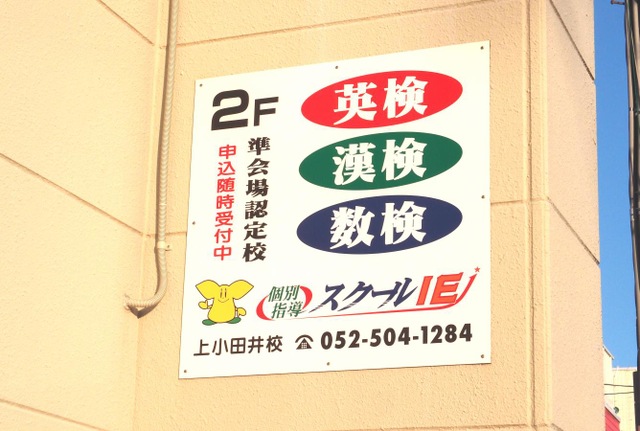 2F
準会場認定校
申込随時受付中
英検
漢検
数検
個別
指導
スクールIE
上小田井校 ☎ 052-504-1284